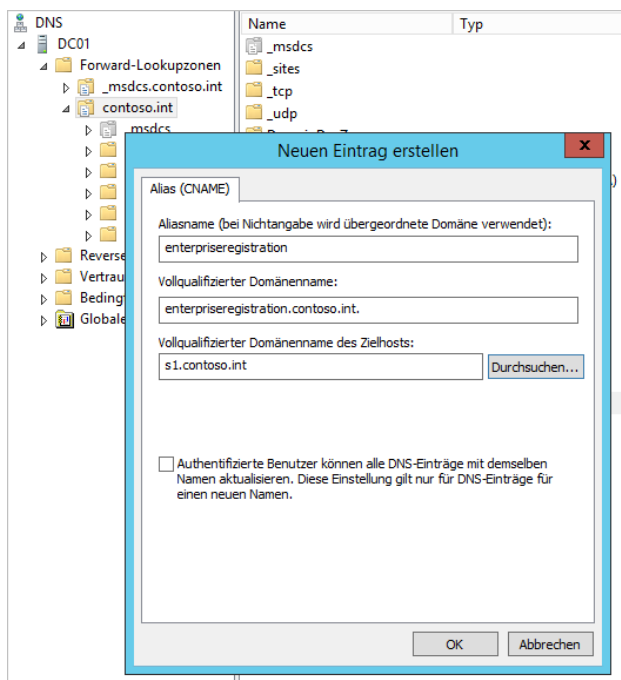 DNS
DC01
Forward-Lookupzonen
_msdcs.contoso.int
contoso.int
_msdcs
Reverse
Vertrau
Beding
Globale
Name Typ
_msdcs
_sites
_tcp
_udp
Neuen Eintrag erstellen
x
Alias (CNAME)
Aliasname (bei Nichtangabe wird übergeordnete Domäne verwendet):
enterpriseregistration
Vollqualifizierter Domänenname:
enterpriseregistration.contoso.int.
Vollqualifizierter Domänenname des Zielhosts:
s1.contoso.int
Durchsuchen...
Authentifizierte Benutzer können alle DNS-Einträge mit demselben
Namen aktualisieren. Diese Einstellung gilt nur für DNS-Einträge für
einen neuen Namen.
OK Abbrechen